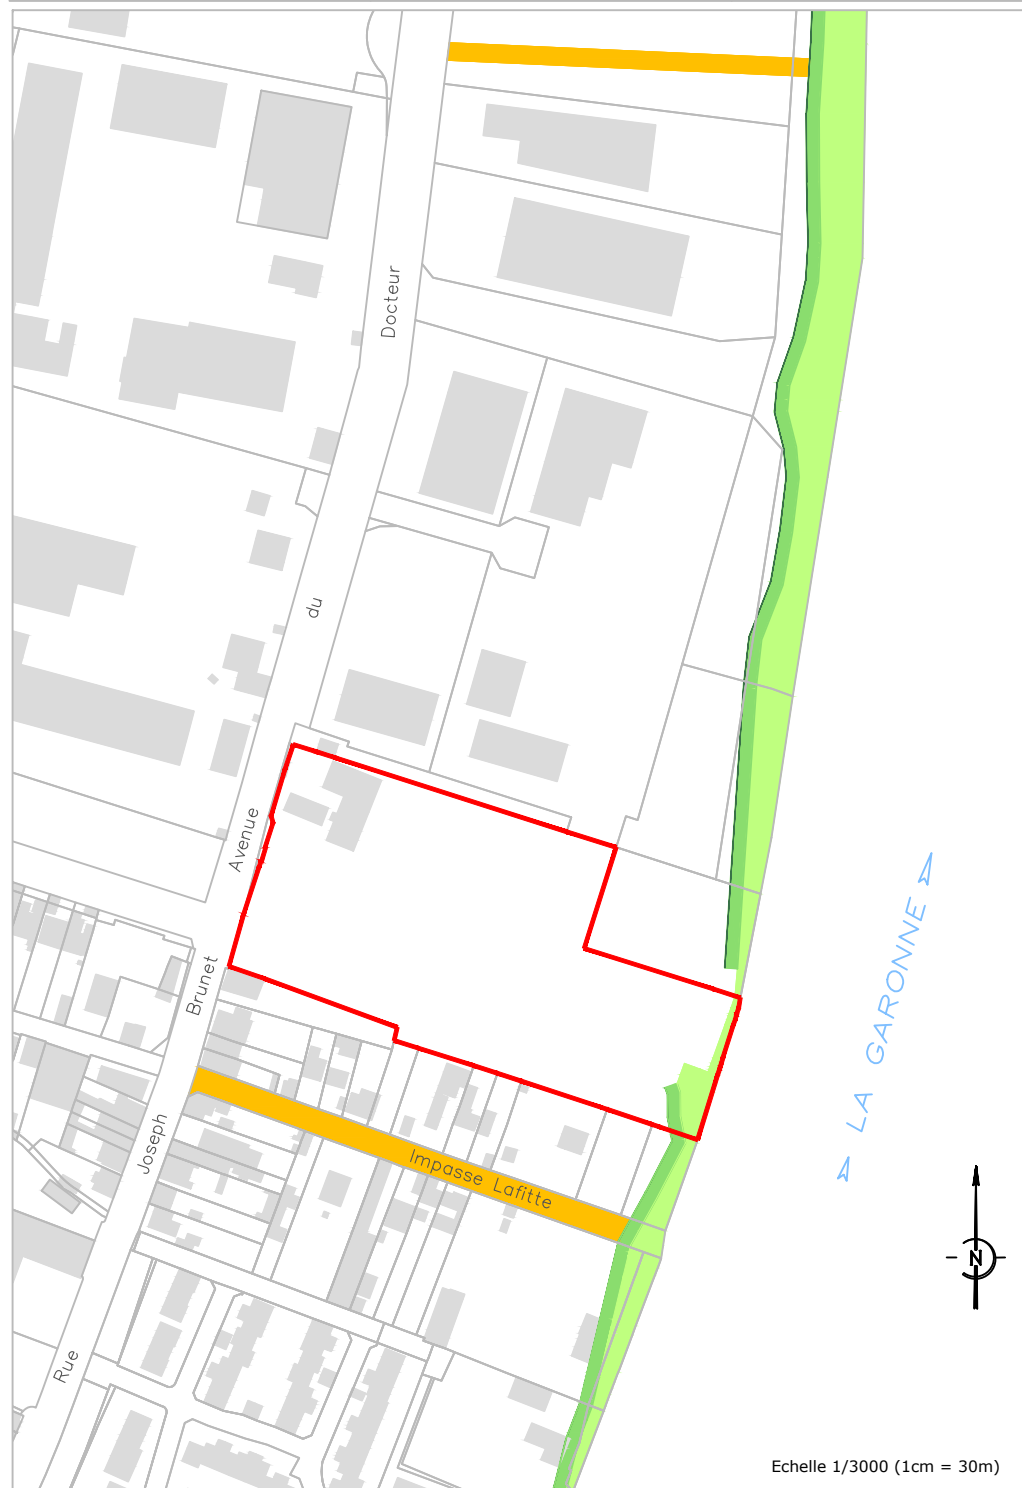 Docteur
du
Avenue
Brunet
LA GARONNE
Joseph
Impasse Lafitte
N
Rue
Echelle 1/3000 (1cm = 30m)